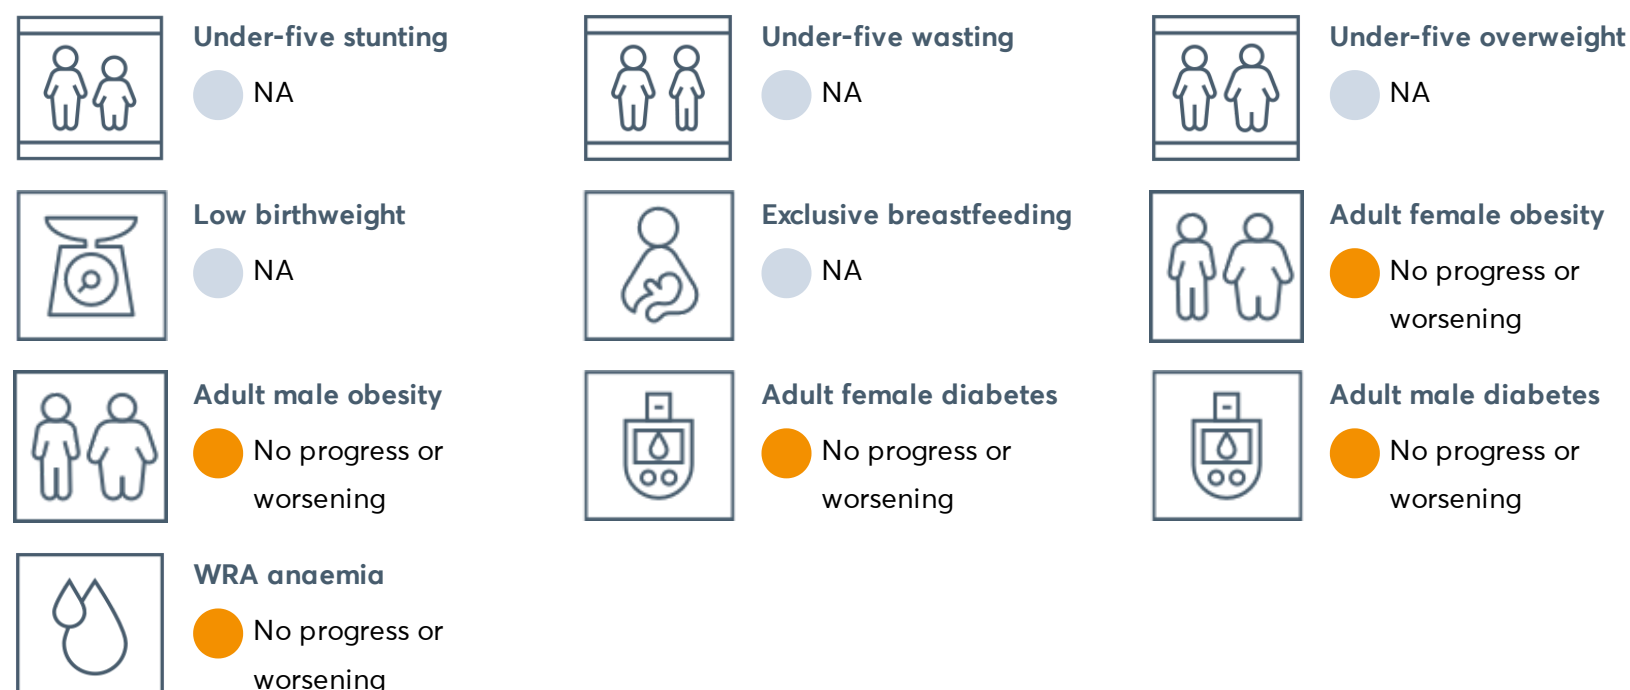 Under-five stunting
NA
Under-five wasting
NA
Under-five overweight
NA
Low birthweight
NA
Exclusive breastfeeding
NA
Adult female obesity
No progress or
worsening
Adult male obesity
No progress or
worsening
Adult female diabetes
No progress or
worsening
Adult male diabetes
No progress or
worsening
WRA anaemia
No progress or
worsening